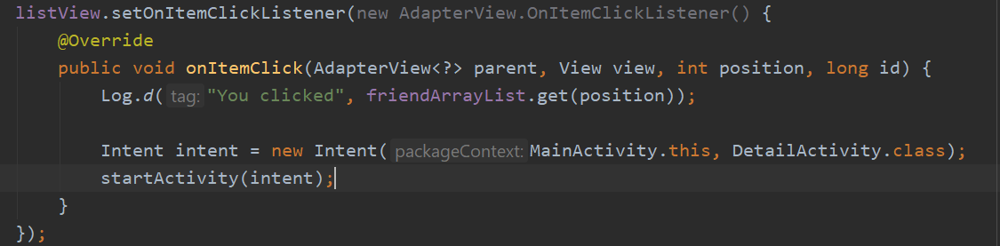 listView.setOnItemClickListener(new AdapterView.OnItemClickListener() {
@Override
public void onItemClick(AdapterView<?> parent, View view, int position, long id) {
Log.d( tag: "You clicked", friendArrayList.get(position));
Intent intent = new Intent( packageContext: MainActivity.this, DetailActivity.class);
startActivity(intent);
}
});